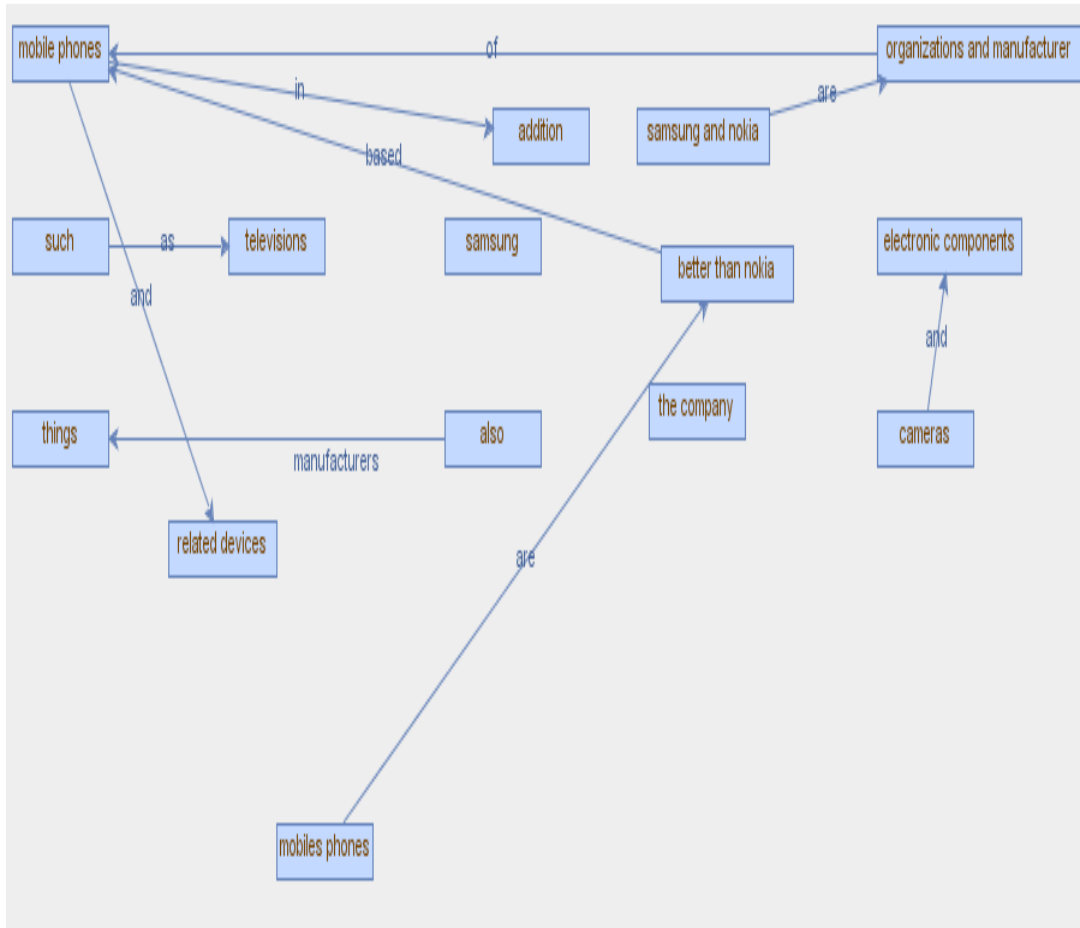 mobile phones
of
organizations and manufacturer
in
are
addition
samsung and nokia
based
such
as
televisions
samsung
better than nokia
electronic components
and
and
the company
things
manufacturers
also
cameras
related devices
are
mobiles phones